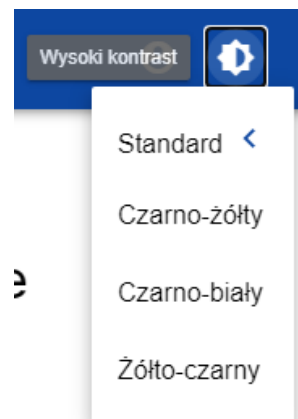 Wysoki kontrast
Standard
Czarno-żółty
e
Czarno-biały
Żółto-czarny